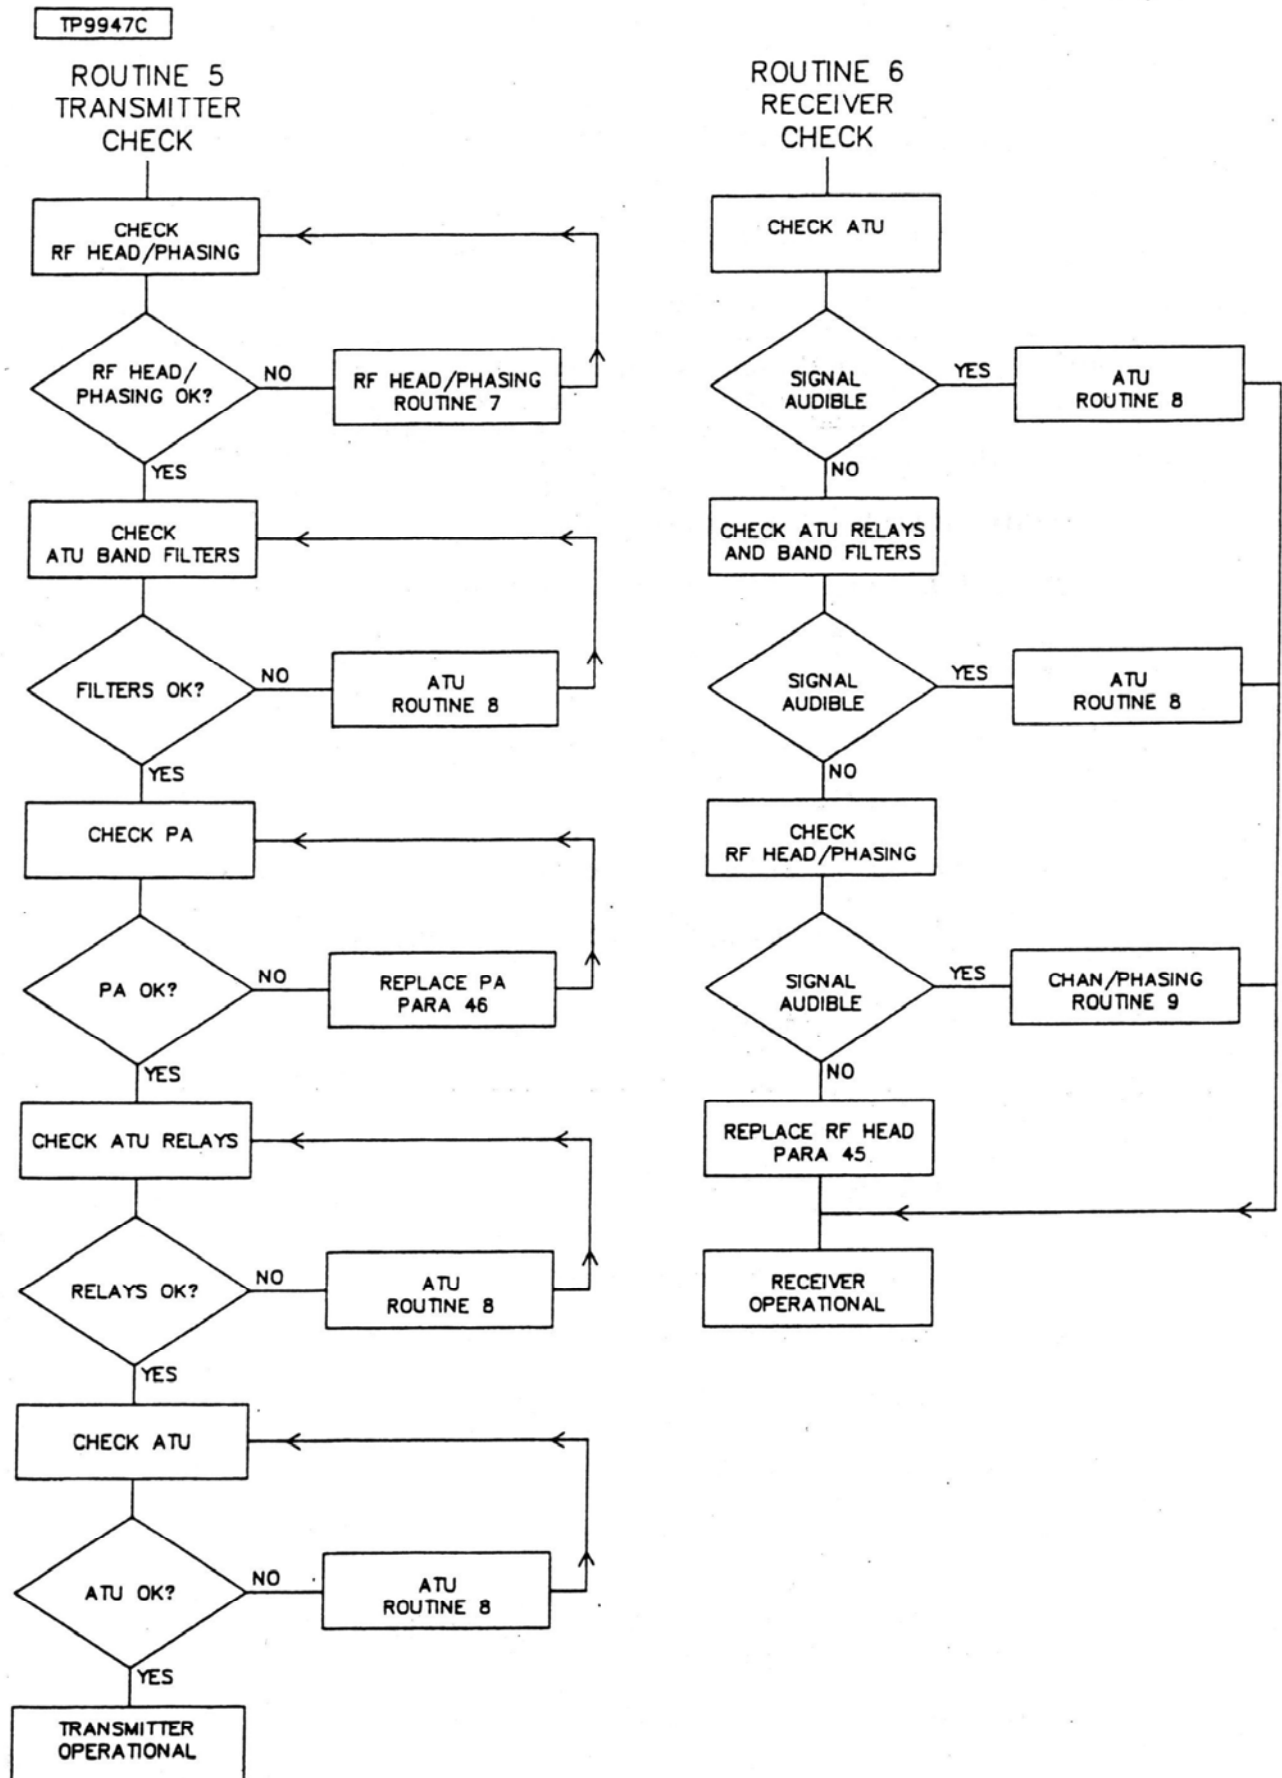 TP9947C
ROUTINE 5
TRANSMITTER
CHECK
CHECK
RF HEAD/PHASING
RF HEAD/
PHASING OK?
NO
RF HEAD/PHASING
ROUTINE 7
YES
CHECK
ATU BAND FILTERS
FILTERS OK?
NO
ATU
ROUTINE 8
YES
CHECK PA
PA OK?
NO
REPLACE PA
PARA 46
YES
CHECK ATU RELAYS
RELAYS OK?
NO
ATU
ROUTINE 8
YES
CHECK ATU
ATU OK?
NO
ATU
ROUTINE 8
YES
TRANSMITTER
OPERATIONAL
ROUTINE 6
RECEIVER
CHECK
CHECK ATU
SIGNAL
AUDIBLE
YES
ATU
ROUTINE 8
NO
CHECK ATU RELAYS
AND BAND FILTERS
SIGNAL
AUDIBLE
YES
ATU
ROUTINE 8
NO
CHECK
RF HEAD/PHASING
SIGNAL
AUDIBLE
YES
CHAN/PHASING
ROUTINE 9
NO
REPLACE RF HEAD
PARA 45
RECEIVER
OPERATIONAL